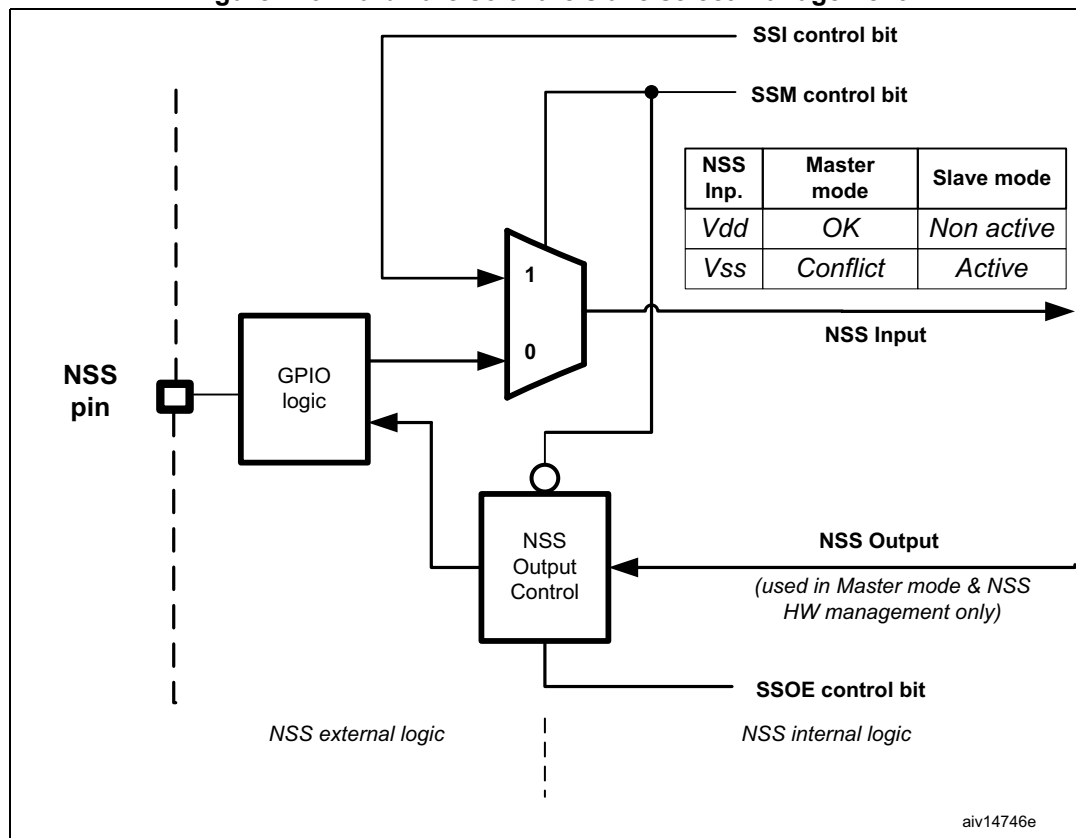 SSI control bit
SSM control bit
NSS Inp. Master mode Slave mode
Vdd OK Non active
Vss Conflict Active
1
0
NSS Input
NSS
pin
GPIO
logic
NSS
Output
Control
NSS Output
(used in Master mode & NSS
HW management only)
SSOE control bit
NSS external logic
NSS internal logic
aiv14746e